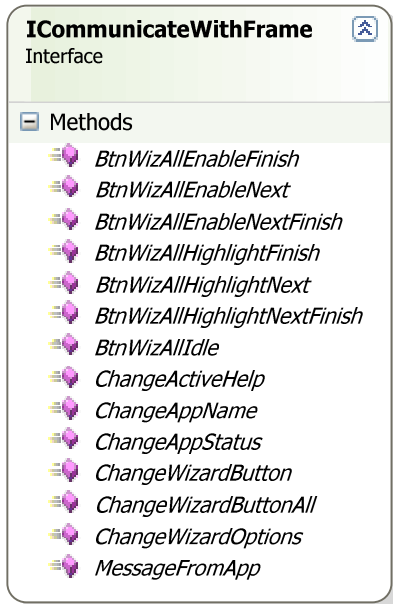 ICommunicateWithFrame
Interface
Methods
BtnWizAllEnableFinish
BtnWizAllEnableNext
BtnWizAllEnableNextFinish
BtnWizAllHighlightFinish
BtnWizAllHighlightNext
BtnWizAllHighlightNextFinish
BtnWizAllIdle
ChangeActiveHelp
ChangeAppName
ChangeAppStatus
ChangeWizardButton
ChangeWizardButtonAll
ChangeWizardOptions
MessageFromApp